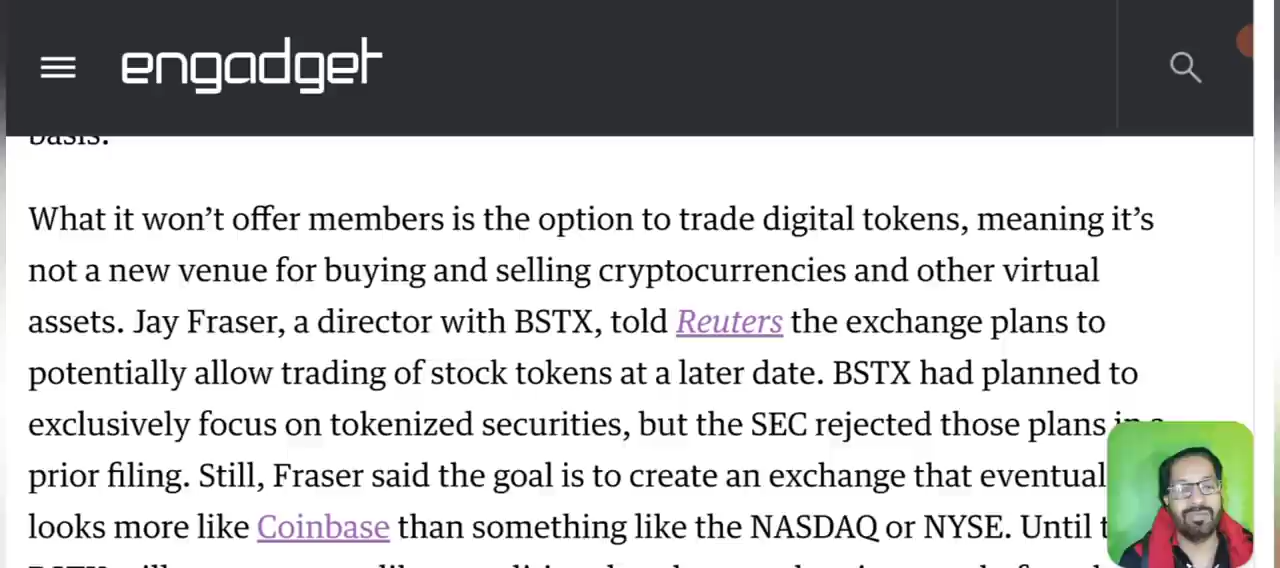 engadget
basis.
What it won’t offer members is the option to trade digital tokens, meaning it’s
not a new venue for buying and selling cryptocurrencies and other virtual
assets. Jay Fraser, a director with BSTX, told Reuters the exchange plans to
potentially allow trading of stock tokens at a later date. BSTX had planned to
exclusively focus on tokenized securities, but the SEC rejected those plans in a
prior filing. Still, Fraser said the goal is to create an exchange that eventual
looks more like Coinbase than something like the NASDAQ or NYSE. Until